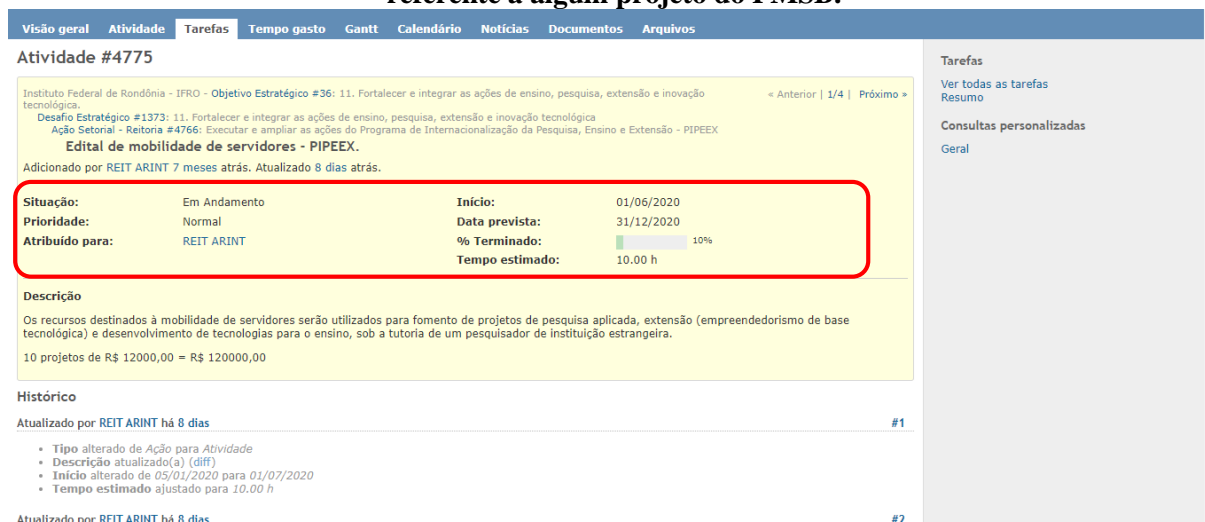 referente a algum projeto do PMSB.
Visão geral Atividade Tarefas Tempo gasto Gantt Calendário Notícias Documentos Arquivos
Atividade #4775
Instituto Federal de Rondônia - IFRO - Objetivo Estratégico #36: 11. Fortalecer e integrar as ações de ensino, pesquisa, extensão e inovação
tecnológica.
« Anterior | 1/4 | Próximo »
Desafio Estratégico #1373: 11. Fortalecer e integrar as ações de ensino, pesquisa, extensão e inovação tecnológica
Ação Setorial - Reitoria #4766: Executar e ampliar as ações do Programa de Internacionalização da Pesquisa, Ensino e Extensão - PIPEEX
Edital de mobilidade de servidores - PIPEEX.
Adicionado por REIT ARINT 7 meses atrás. Atualizado 8 dias atrás.
Situação: Em Andamento Início: 01/06/2020
Prioridade: Normal Data prevista: 31/12/2020
Atribuído para: REIT ARINT % Terminado: 10%
Tempo estimado: 10.00 h
Descrição
Os recursos destinados à mobilidade de servidores serão utilizados para fomento de projetos de pesquisa aplicada, extensão (empreendedorismo de base
tecnológica) e desenvolvimento de tecnologias para o ensino, sob a tutoria de um pesquisador de instituição estrangeira.
10 projetos de R$ 12000,00 = R$ 120000,00
Histórico
Atualizado por REIT ARINT há 8 dias #1
• Tipo alterado de Ação para Atividade
• Descrição atualizado(a) (diff)
• Início alterado de 05/01/2020 para 01/07/2020
• Tempo estimado ajustado para 10.00 h
Atualizado por REIT ARINT há 8 dias #2
Tarefas
Ver todas as tarefas
Resumo
Consultas personalizadas
Geral